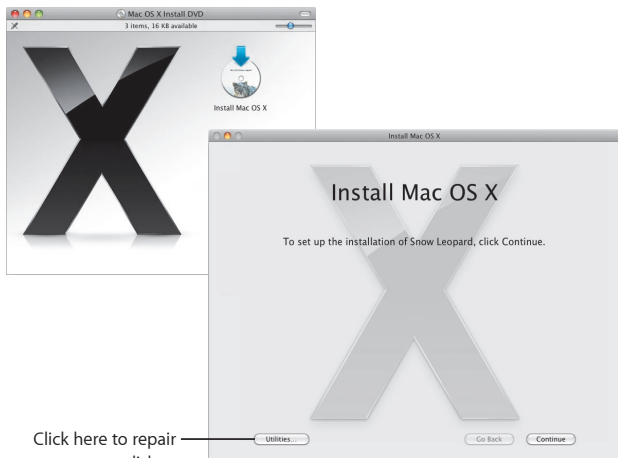 Mac OS X Install DVD
3 items, 16 KB available
Install Mac OS X
Install Mac OS X
Install Mac OS X
To set up the installation of Snow Leopard, click Continue.
Click here to repair
Utilities...
Go Back
Continue